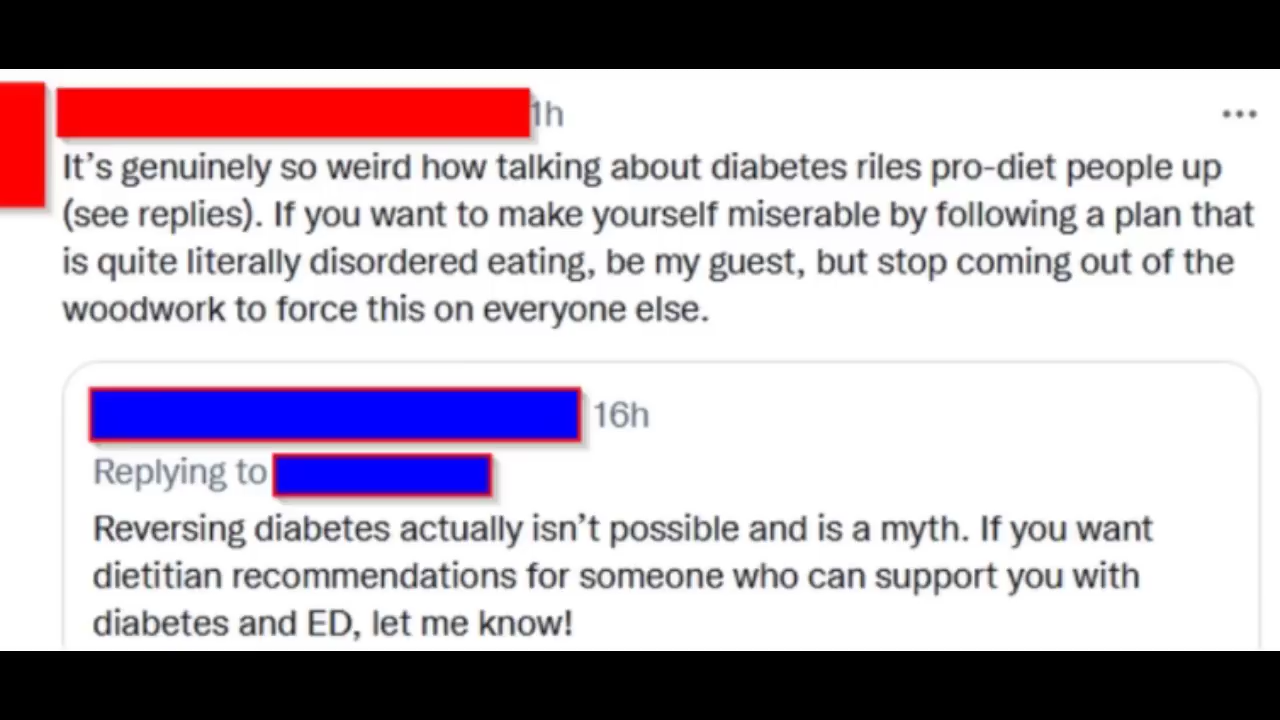 1h
It’s genuinely so weird how talking about diabetes riles pro-diet people up
(see replies). If you want to make yourself miserable by following a plan that
is quite literally disordered eating, be my guest, but stop coming out of the
woodwork to force this on everyone else.
16h
Replying to
Reversing diabetes actually isn’t possible and is a myth. If you want
dietitian recommendations for someone who can support you with
diabetes and ED, let me know!